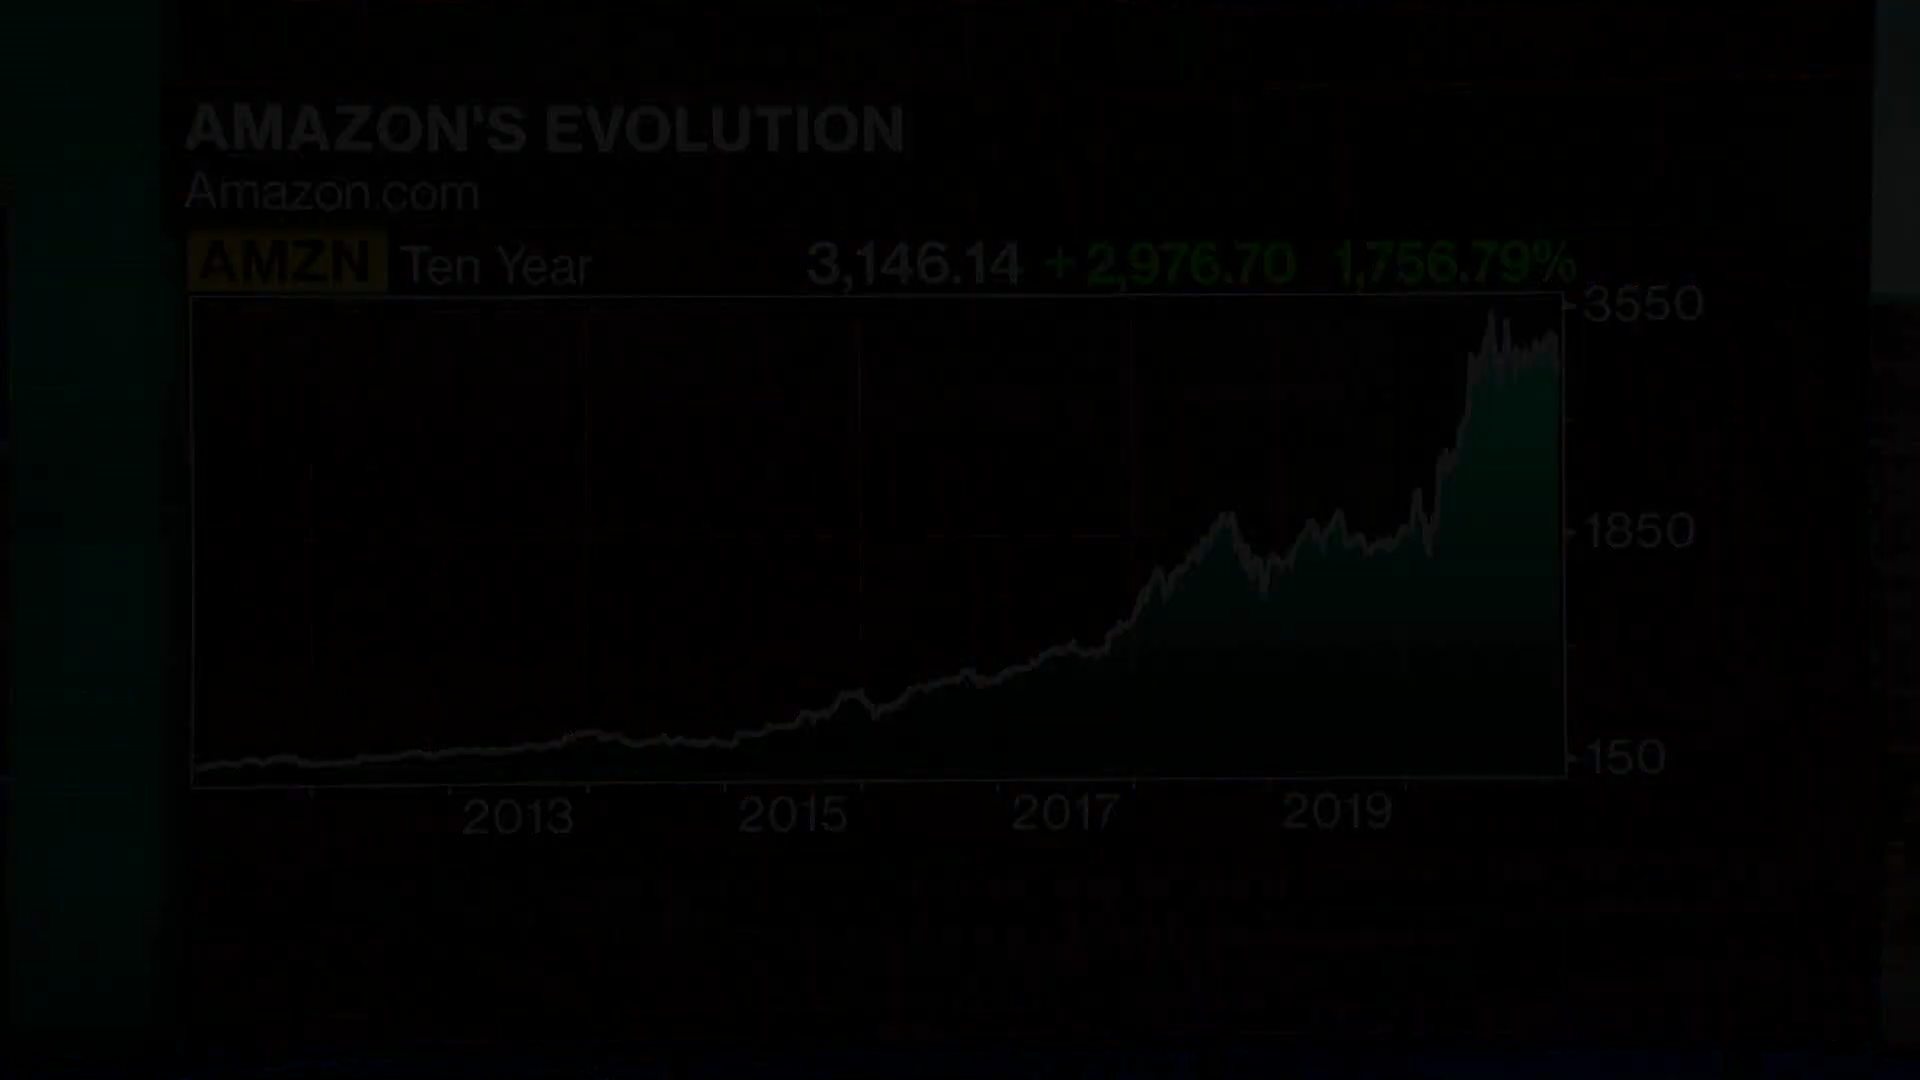 AMAZON'S EVOLUTION
Amazon.com
AMZN Ten Year 3,146.14 +2,976.70 1,756.79%
3550
1850
150
2013 2015 2017 2019